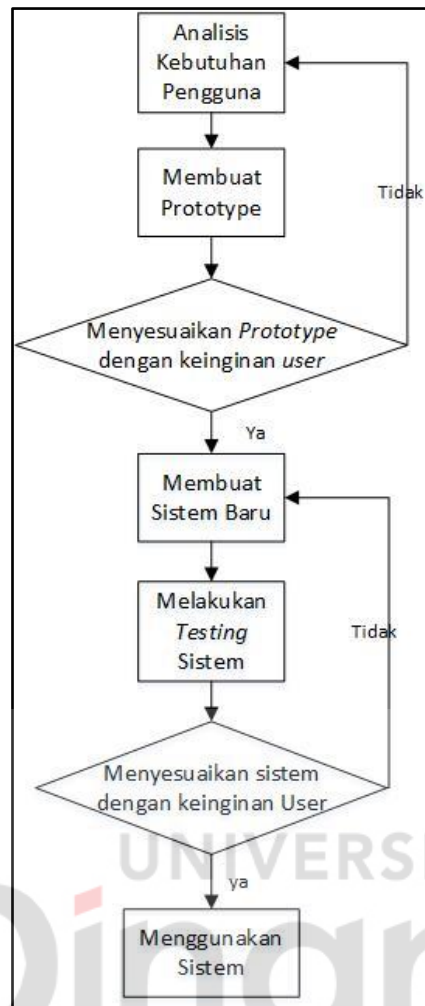 Analisis
Kebutuhan
Pengguna
Membuat
Prototype
Tidak
Menyesuaikan Prototype
dengan keinginan user
Ya
Membuat
Sistem Baru
Melakukan
Testing
Sistem
Tidak
Menyesuaikan sistem
dengan keinginan User
UNIVERSI
ya
Dinar
Menggunakan
Sistem